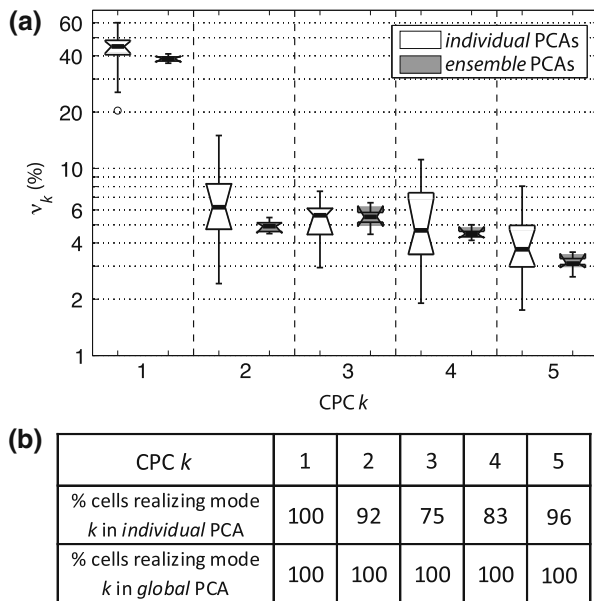 (a)
individual PCAs
ensemble PCAs
60
40
20
10
6
4
2
1
ν_k (%)
1 2 3 4 5
CPC k
(b)
CPC k 1 2 3 4 5
% cells realizing mode
k in individual PCA 100 92 75 83 96
% cells realizing mode
k in global PCA 100 100 100 100 100